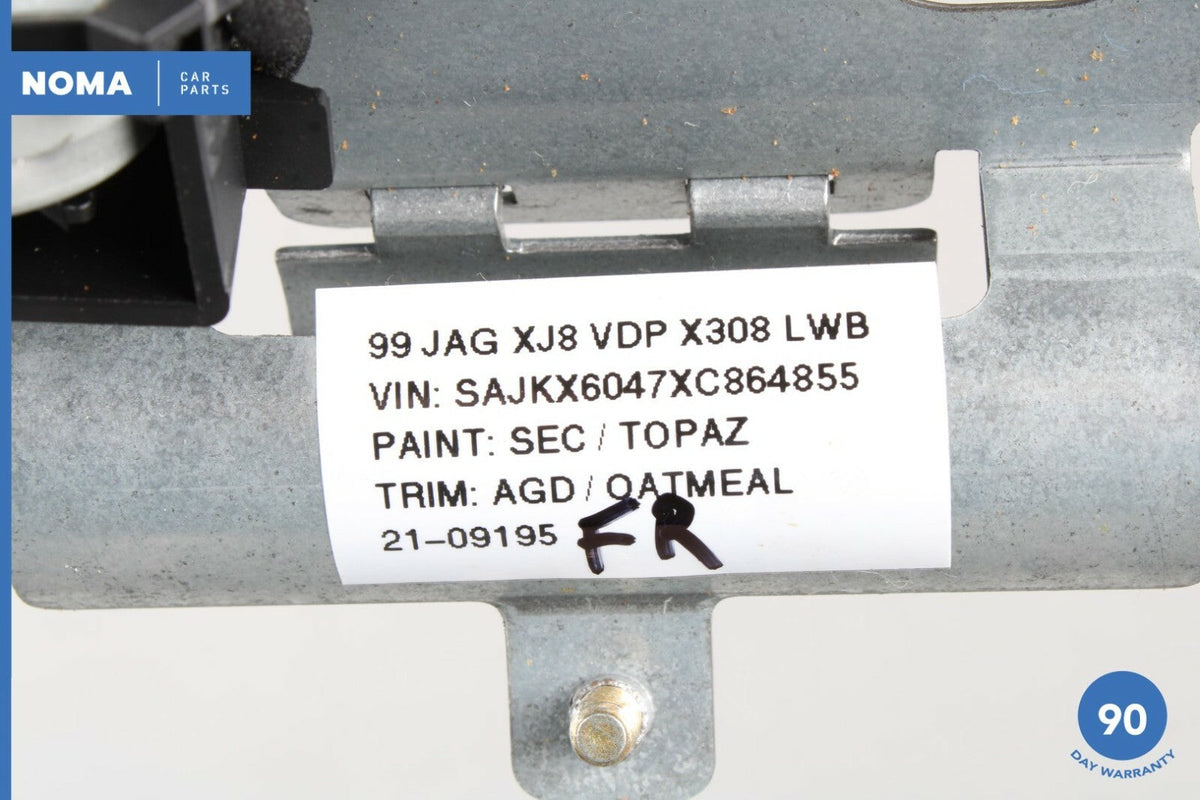 NOMA
CAR
PARTS
99 JAG XJ8 VDP X308 LWB
VIN: SAJKX6047XC864855
PAINT: SEC / TOPAZ
TRIM: AGD / OATMEAL
21-09195 FR
90
DAY WARRANTY